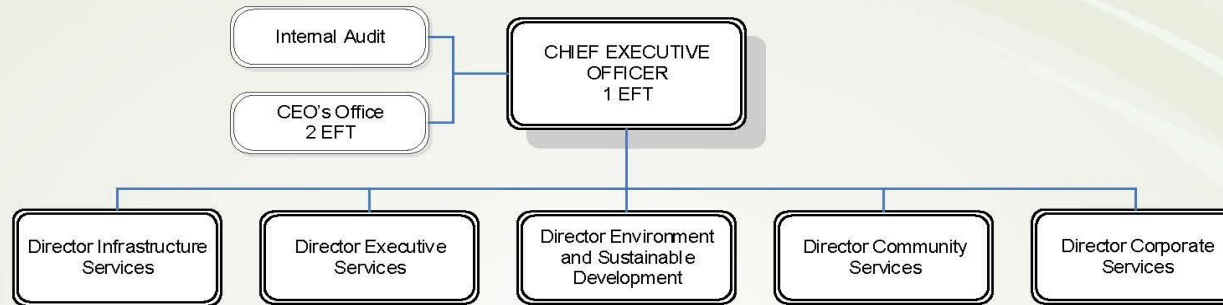 Internal Audit
CEO's Office
2 EFT
CHIEF EXECUTIVE
OFFICER
1 EFT
Director Infrastructure
Services
Director Executive
Services
Director Environment
and Sustainable
Development
Director Community
Services
Director Corporate
Services